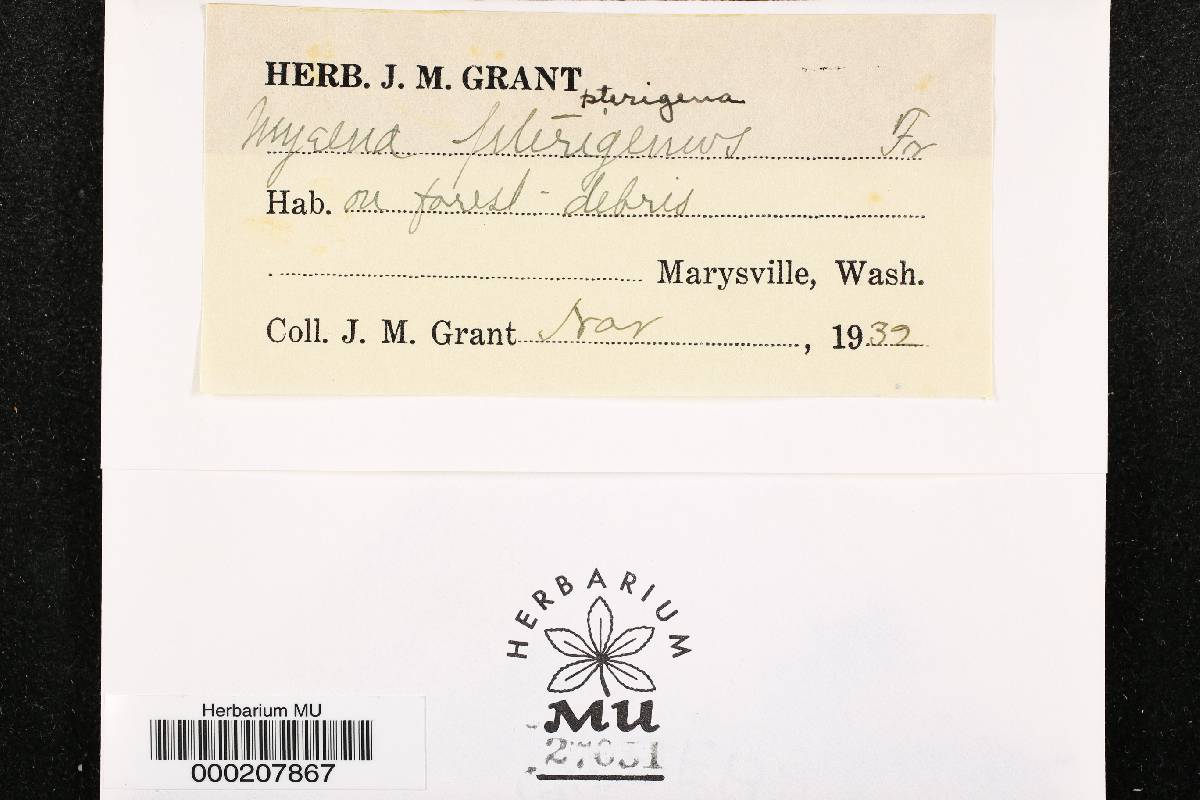 HERB. J. M. GRANT
pterigena
Mycena pterigenus Fr
Hab. on forest-debris
Marysville, Wash.
Coll. J. M. Grant Nov, 1932
HERBARIUM
MU
Herbarium MU
000207867